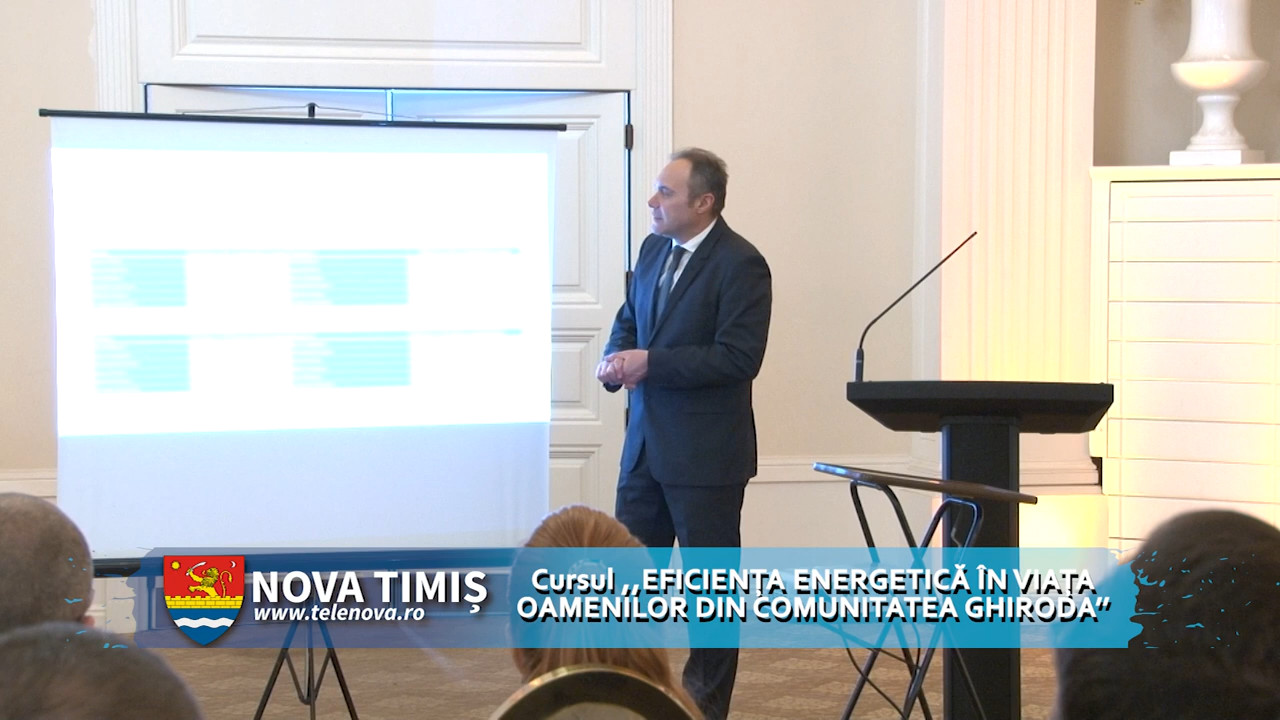 NOVA TIMIȘ
www.telenova.ro
Cursul ,,EFICIENȚA ENERGETICĂ ÎN VIAȚA
OAMENILOR DIN COMUNITATEA GHIRODA”